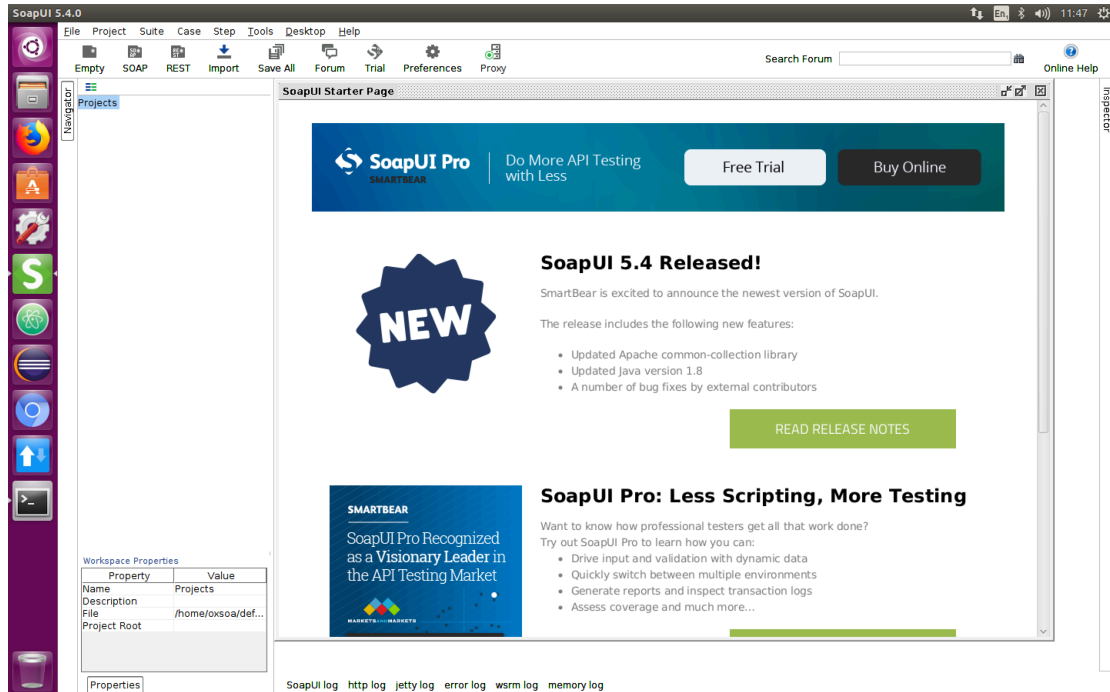 SoapUI 5.4.0
En
11:47
File Project Suite Case Step Tools Desktop Help
Empty SOAP REST Import Save All Forum Trial Preferences Proxy
Search Forum
Online Help
Navigator
Projects
SoapUI Starter Page
Inspector
SoapUI Pro
SMARTBEAR
Do More API Testing
with Less
Free Trial
Buy Online
NEW
SoapUI 5.4 Released!
SmartBear is excited to announce the newest version of SoapUI.
The release includes the following new features:
Updated Apache common-collection library
Updated Java version 1.8
A number of bug fixes by external contributors
READ RELEASE NOTES
SMARTBEAR
SoapUI Pro Recognized
as a Visionary Leader in
the API Testing Market
MARKETSANDMARKETS
SoapUI Pro: Less Scripting, More Testing
Want to know how professional testers get all that work done?
Try out SoapUI Pro to learn how you can:
Drive input and validation with dynamic data
Quickly switch between multiple environments
Generate reports and inspect transaction logs
Assess coverage and much more...
Workspace Properties
Property Value
Name Projects
Description
File /home/oxsoa/def...
Project Root
Properties
SoapUI log http log jetty log error log wsrm log memory log